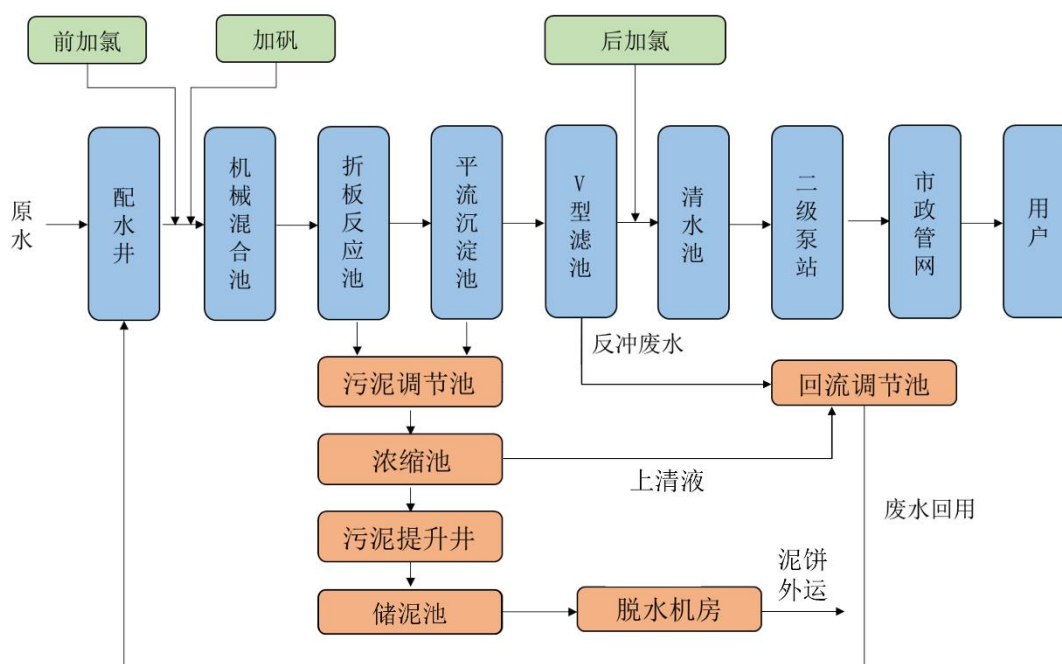 前加氯
加矾
后加氯
原水
配水井
机械混合池
折板反应池
平流沉淀池
V型滤池
清水池
二级泵站
市政管网
用户
反冲废水
污泥调节池
回流调节池
浓缩池
上清液
废水回用
污泥提升井
泥饼
外运
储泥池
脱水机房